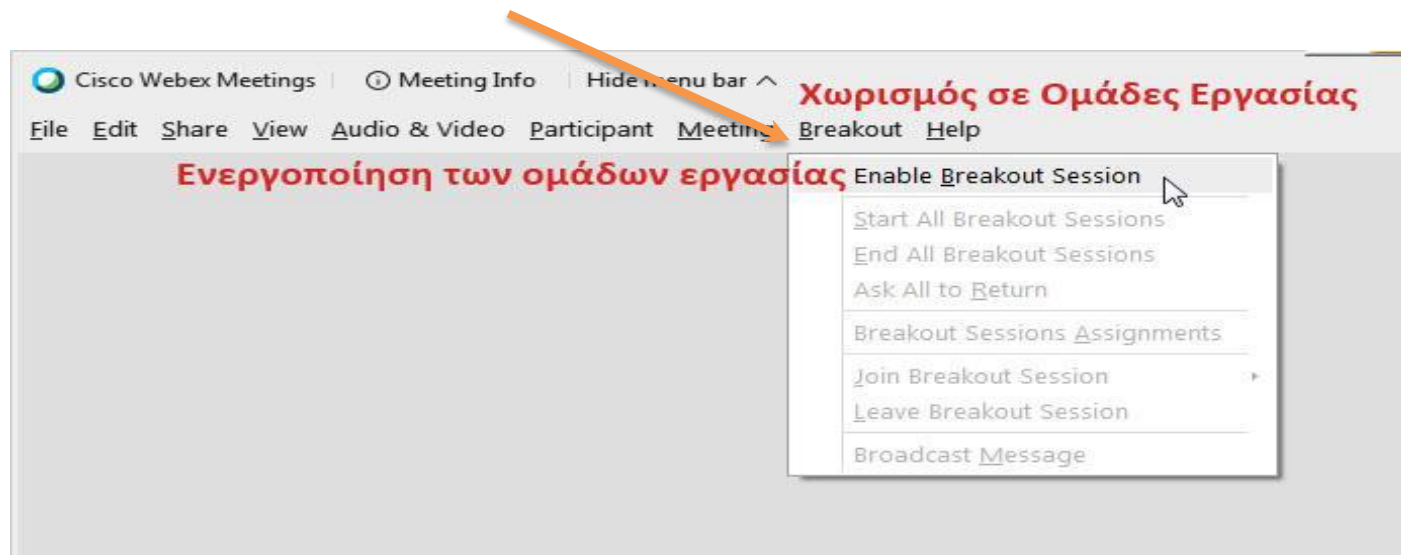 Cisco Webex Meetings Meeting Info Hide menu bar
Χωρισμός σε Ομάδες Εργασίας
File Edit Share View Audio & Video Participant Meeting Breakout Help
Ενεργοποίηση των ομάδων εργασίας Enable Breakout Session
Start All Breakout Sessions
End All Breakout Sessions
Ask All to Return
Breakout Sessions Assignments
Join Breakout Session
Leave Breakout Session
Broadcast Message